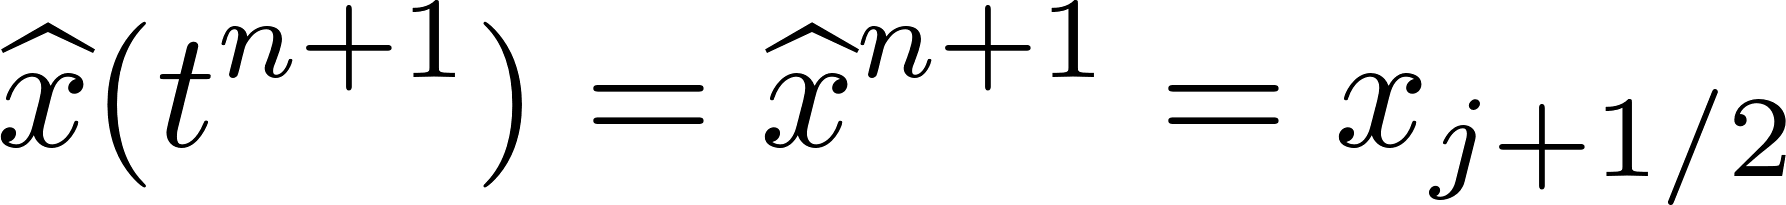 $\widehat{x}(t^{n+1}) = \widehat{x}^{n+1} = x_{j+1/2}$